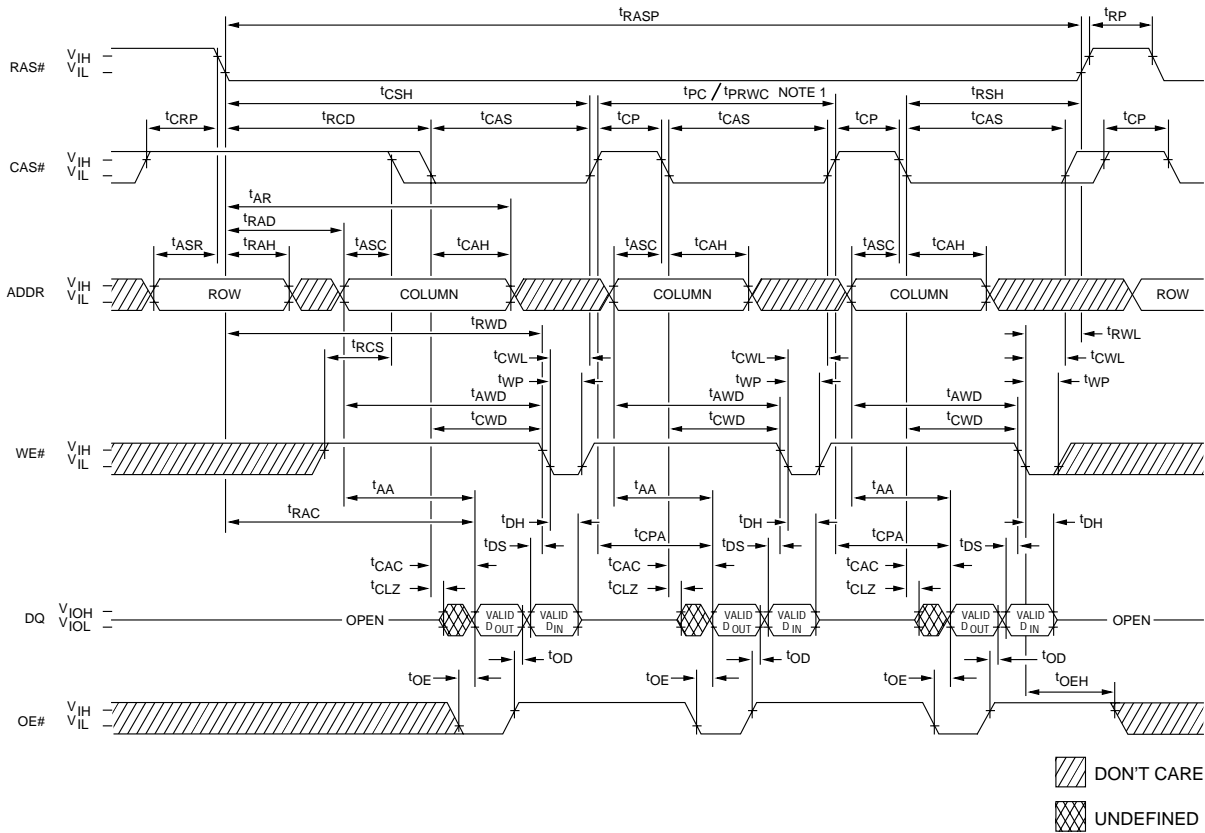 tRASP tRP
RAS# VIH
VIL
tCSH tPC / tPRWC NOTE 1 tRSH
tCRP tRCD tCAS tCP tCAS tCP tCAS tCP
CAS# VIH
VIL
tAR
tRAD
tASR tRAH tASC tCAH tASC tCAH tASC tCAH
ADDR VIH
VIL
ROW COLUMN COLUMN COLUMN ROW
tRWD tRWL
tRCS tCWL tCWL tCWL
tWP tWP tWP
tAWD tAWD tAWD
tCWD tCWD tCWD
WE# VIH
VIL
tAA tAA tAA
tRAC tDH tDH tDH
tCPA tCPA
tDS tDS tDS
tCAC tCAC tCAC
tCLZ tCLZ tCLZ
DQ VIOH
VIOL
OPEN VALID DOUT VALID DIN VALID DOUT VALID DIN VALID DOUT VALID DIN OPEN
tOD tOD tOD
tOE tOE tOE tOEH
OE# VIH
VIL
DON'T CARE
UNDEFINED